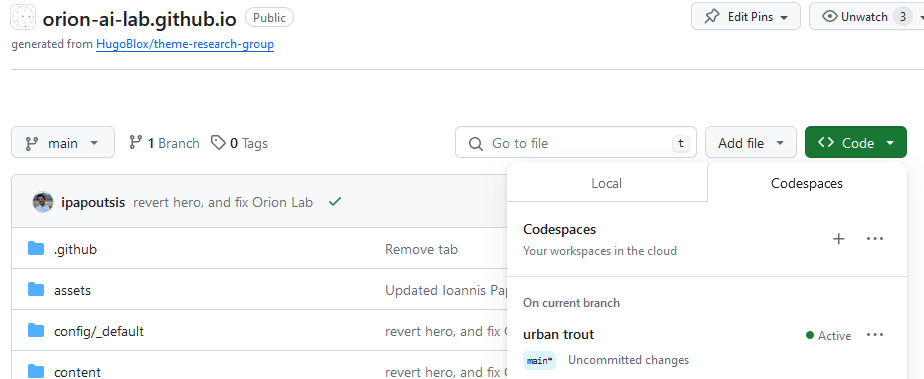 orion-ai-lab.github.io Public Edit Pins Unwatch 3
generated from HugoBlox/theme-research-group
main 1 Branch 0 Tags Go to file t Add file Code
Local Codespaces
ipapoutsis revert hero, and fix Orion Lab
Codespaces
Your workspaces in the cloud
.github Remove tab
assets Updated Ioannis Pap
On current branch
config/_default revert hero, and fix O
urban trout Active
main* Uncommitted changes
content revert hero, and fix O